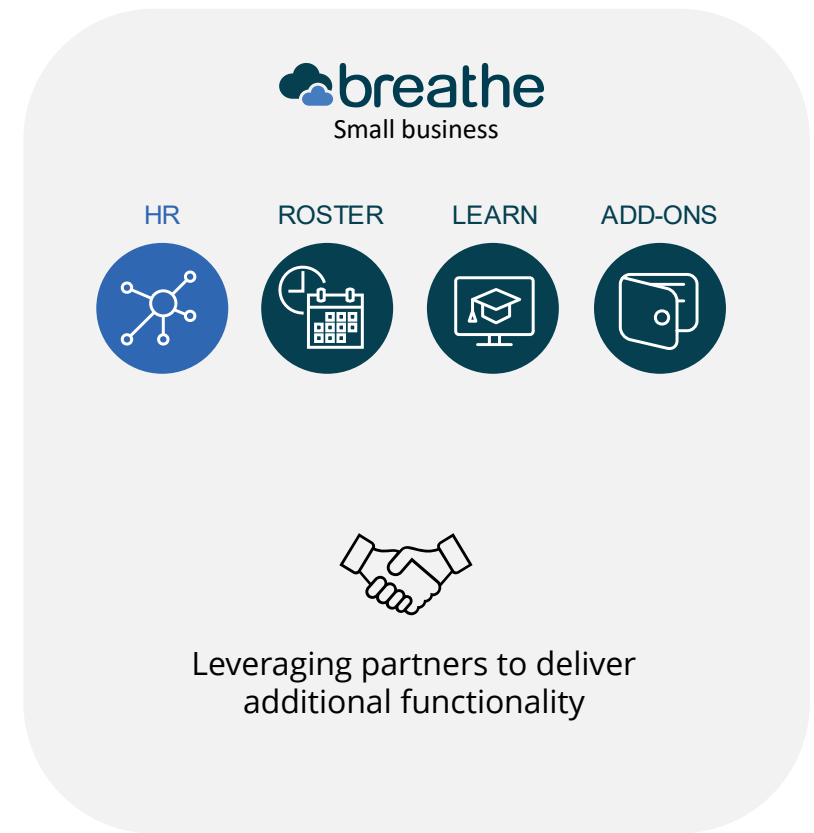 breathe
Small business
HR ROSTER LEARN ADD-ONS
Leveraging partners to deliver
additional functionality